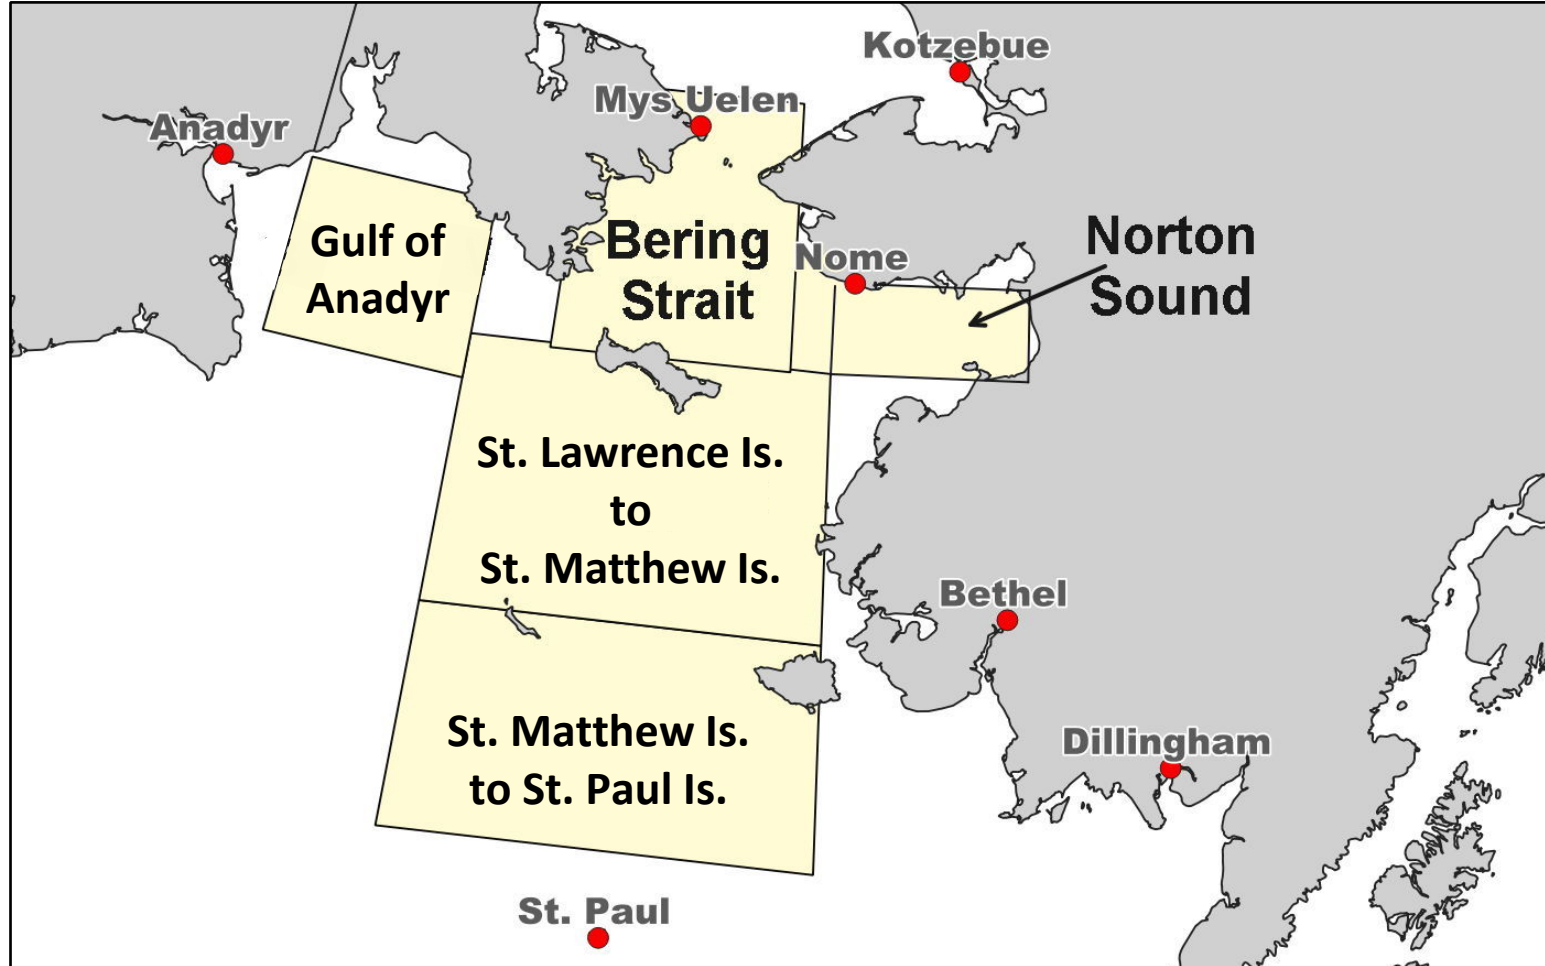 Kotzebue
Mys Uelen
Anadyr
Gulf of
Anadyr
Bering
Strait
Nome
Norton
Sound
St. Lawrence Is.
to
St. Matthew Is.
Bethel
St. Matthew Is.
to St. Paul Is.
Dillingham
St. Paul